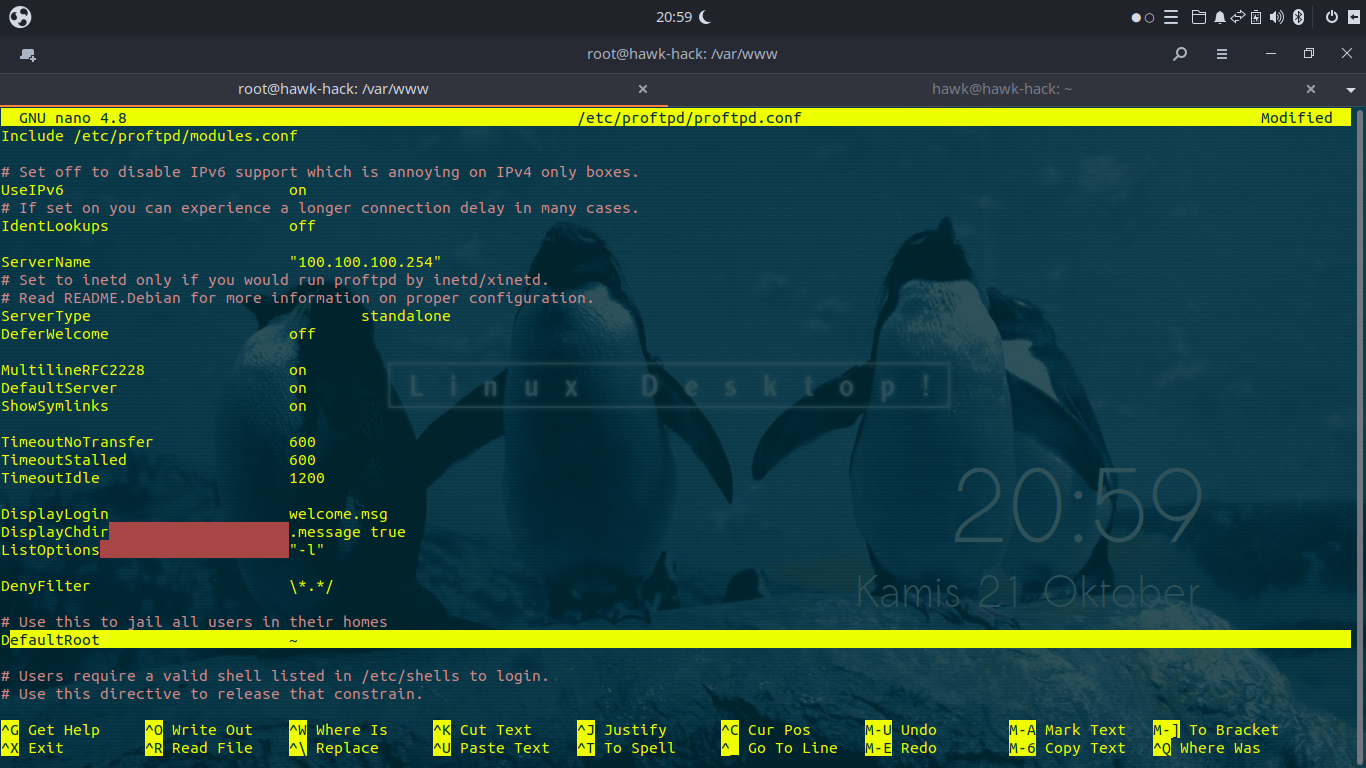 20:59
root@hawk-hack: /var/www
root@hawk-hack: /var/www
hawk@hawk-hack: ~
GNU nano 4.8 /etc/proftpd/proftpd.conf Modified
Include /etc/proftpd/modules.conf
# Set off to disable IPv6 support which is annoying on IPv4 only boxes.
UseIPv6 on
# If set on you can experience a longer connection delay in many cases.
IdentLookups off
ServerName "100.100.100.254"
# Set to inetd only if you would run proftpd by inetd/xinetd.
# Read README.Debian for more information on proper configuration.
ServerType standalone
DeferWelcome off
MultilineRFC2228 on
DefaultServer on
ShowSymlinks on
Linux Desktop!
TimeoutNoTransfer 600
TimeoutStalled 600
TimeoutIdle 1200
DisplayLogin welcome.msg
DisplayChdir .message true
ListOptions "-l"
20:59
Kamis 21 Oktober
DenyFilter \*.*/
# Use this to jail all users in their homes
DefaultRoot ~
# Users require a valid shell listed in /etc/shells to login.
# Use this directive to release that constrain.
^G Get Help ^O Write Out ^W Where Is ^K Cut Text ^J Justify ^C Cur Pos M-U Undo M-A Mark Text M-] To Bracket
^X Exit ^R Read File ^\ Replace ^U Paste Text ^T To Spell ^_ Go To Line M-E Redo M-6 Copy Text ^Q Where Was